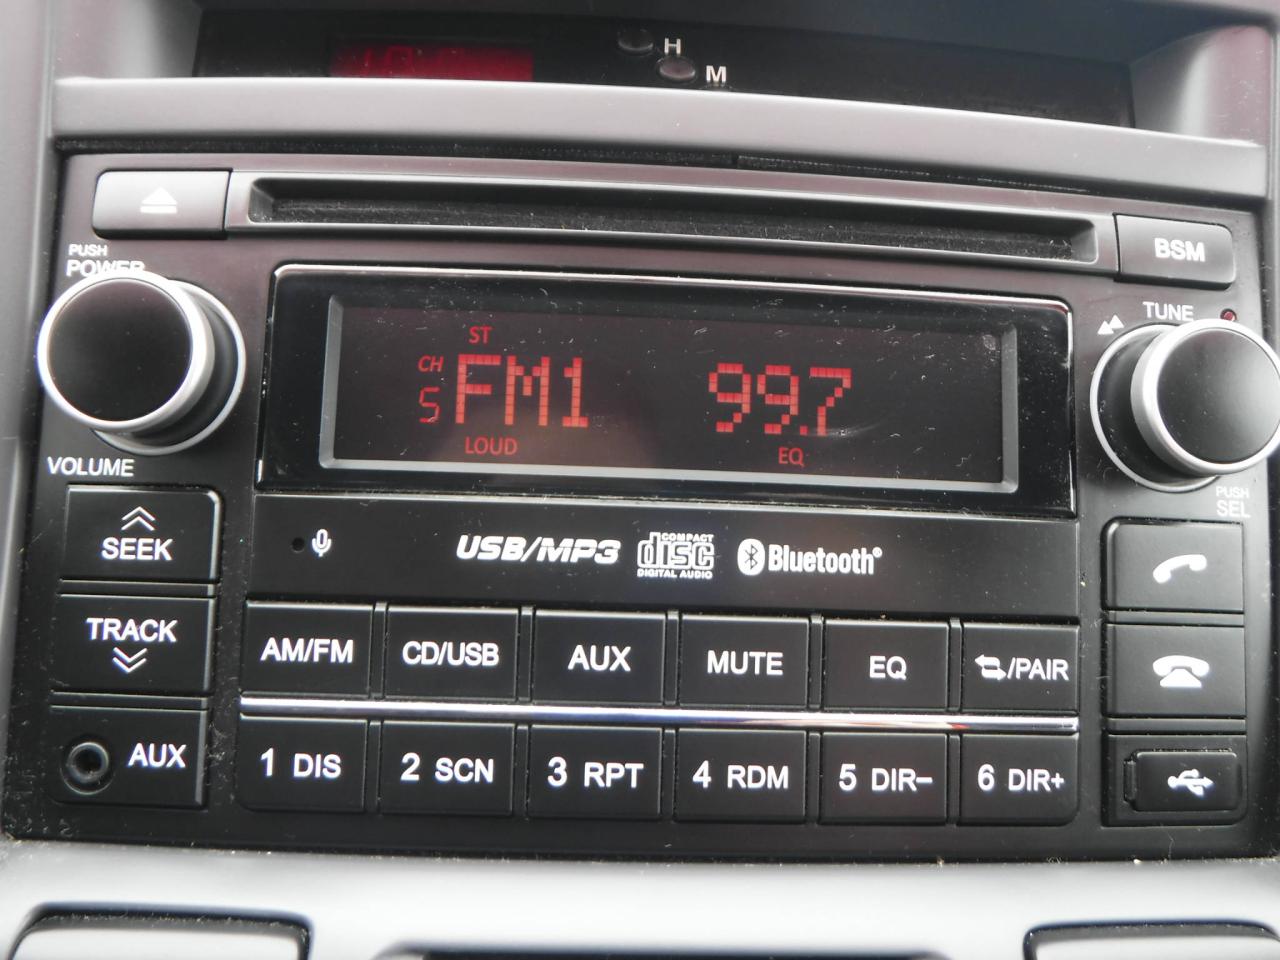 H
M
PUSH
POWER
BSM
TUNE
ST
CH
5
FM1
99.7
LOUD
EQ
VOLUME
PUSH
SEL
SEEK
USB/MP3
COMPACT
disc
DIGITAL AUDIO
Bluetooth®
TRACK
AM/FM
CD/USB
AUX
MUTE
EQ
/PAIR
AUX
1 DIS
2 SCN
3 RPT
4 RDM
5 DIR−
6 DIR+